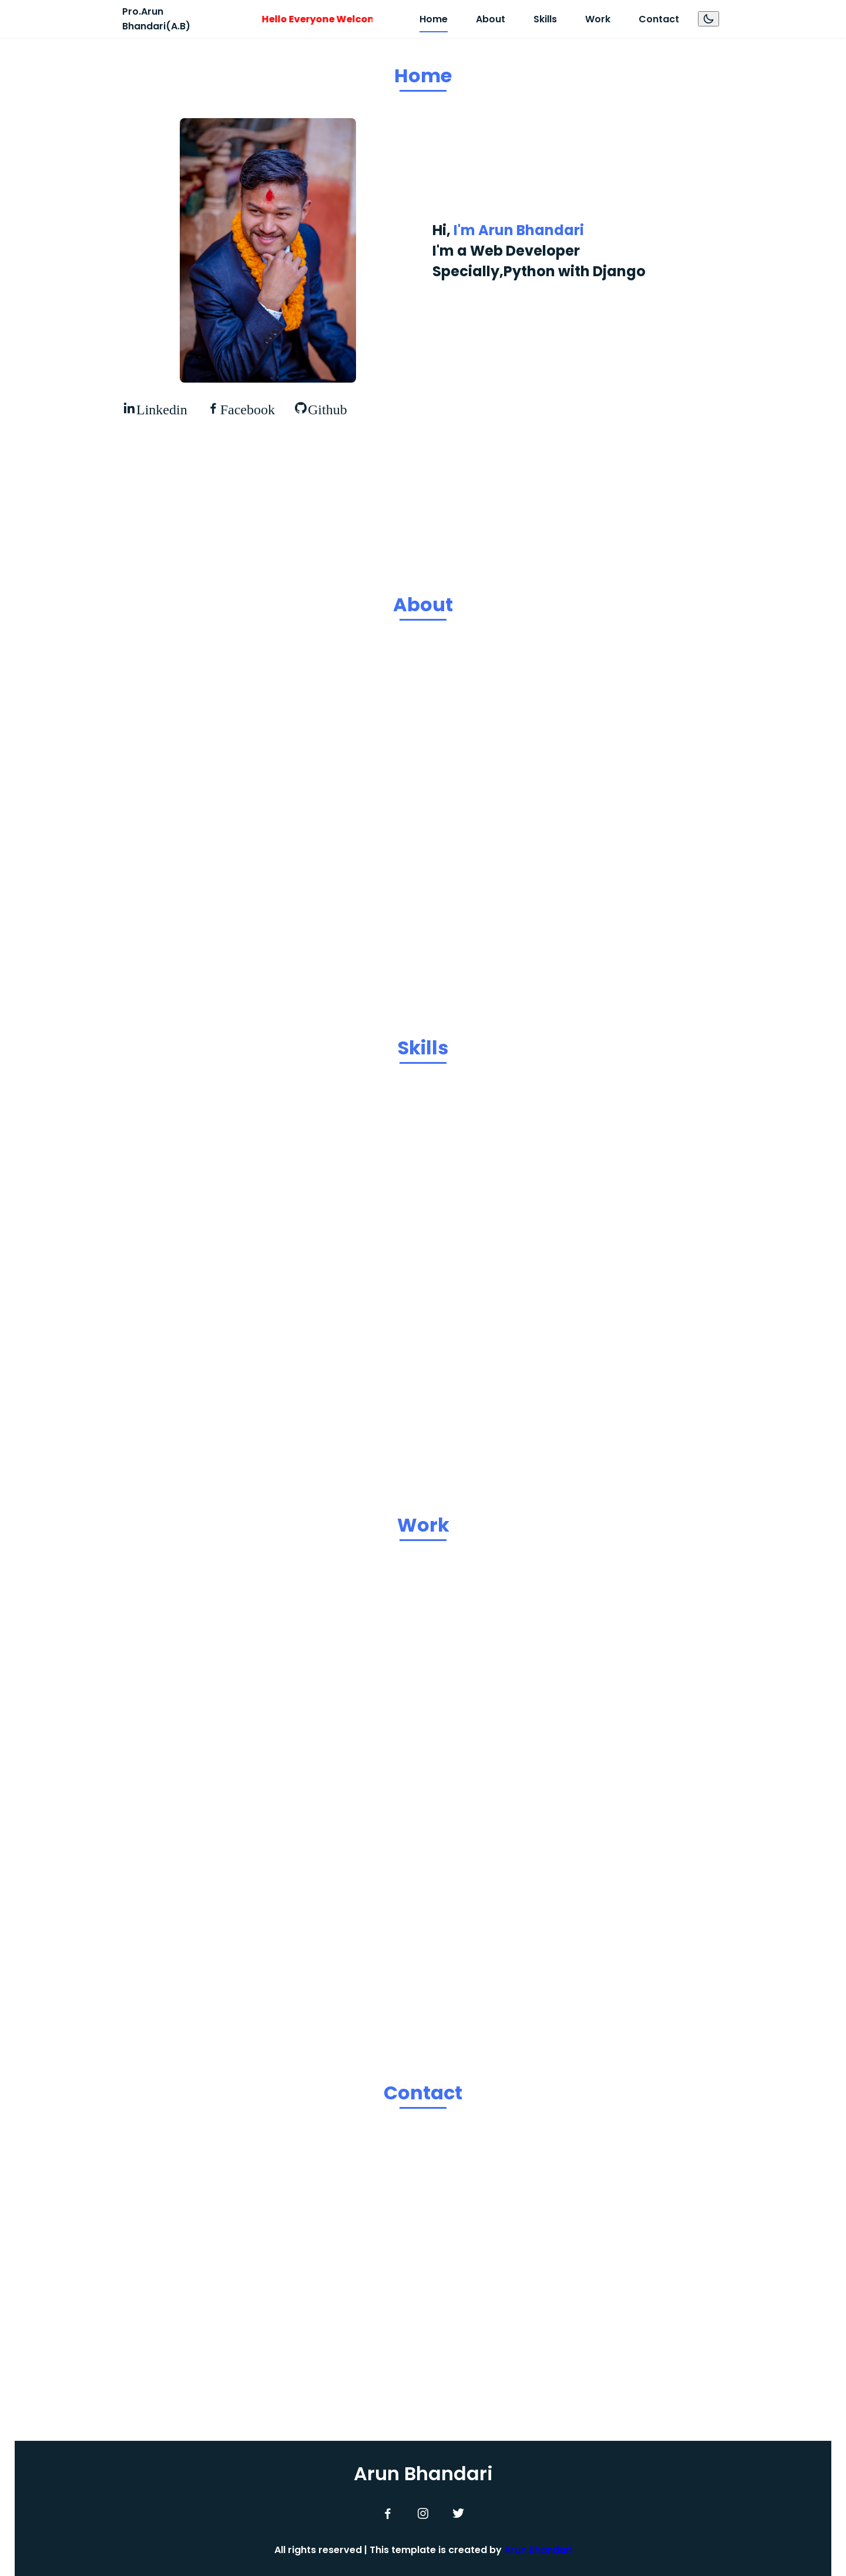 Pro.Arun
Bhandari(A.B)
Hello Everyone Welcon
Home
About
Skills
Work
Contact
Home
Hi, I'm Arun Bhandari
I'm a Web Developer
Specially,Python with Django
Linkedin
Facebook
Github
About
Skills
Work
Contact
Arun Bhandari
All rights reserved | This template is created by Arun Bhandari